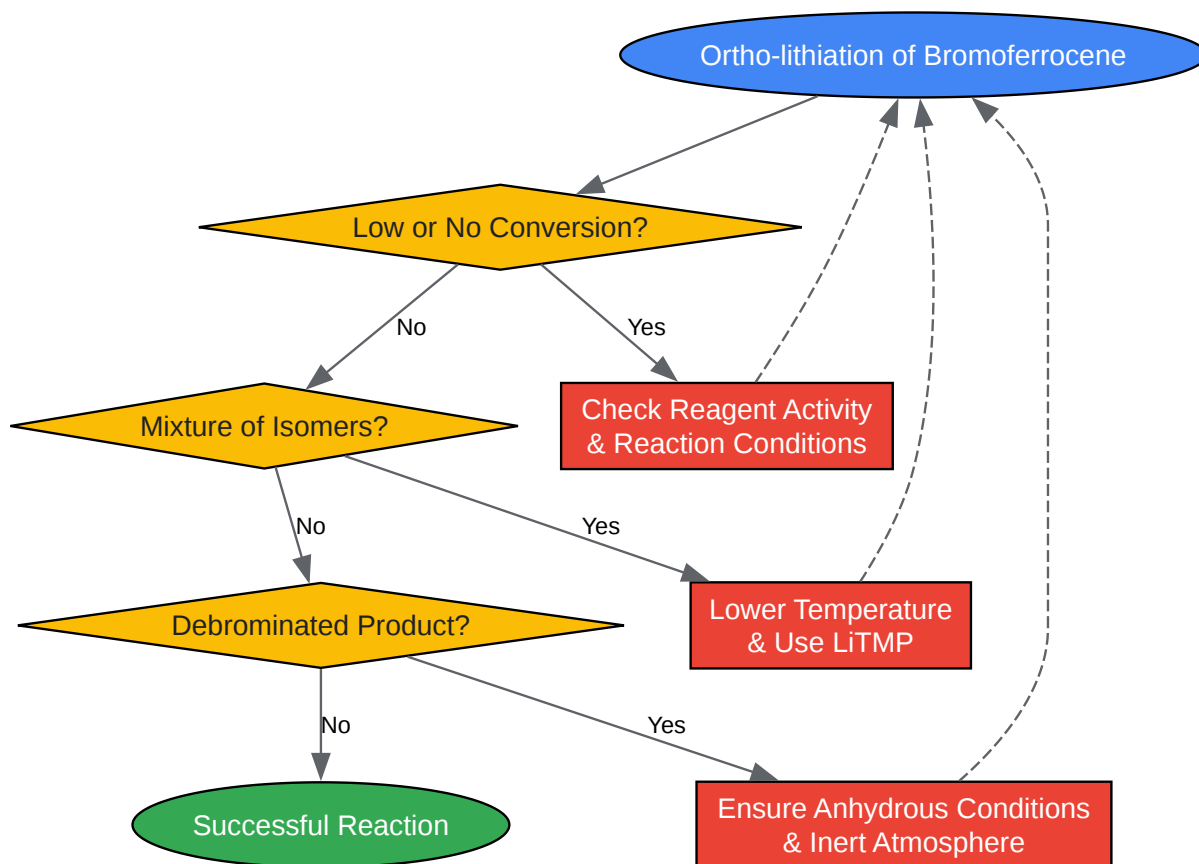 Ortho-lithiation of Bromoferrocene
Low or No Conversion?
No
Yes
Mixture of Isomers?
Check Reagent Activity
& Reaction Conditions
No
Yes
Debrominated Product?
Lower Temperature
& Use LiTMP
No
Yes
Successful Reaction
Ensure Anhydrous Conditions
& Inert Atmosphere